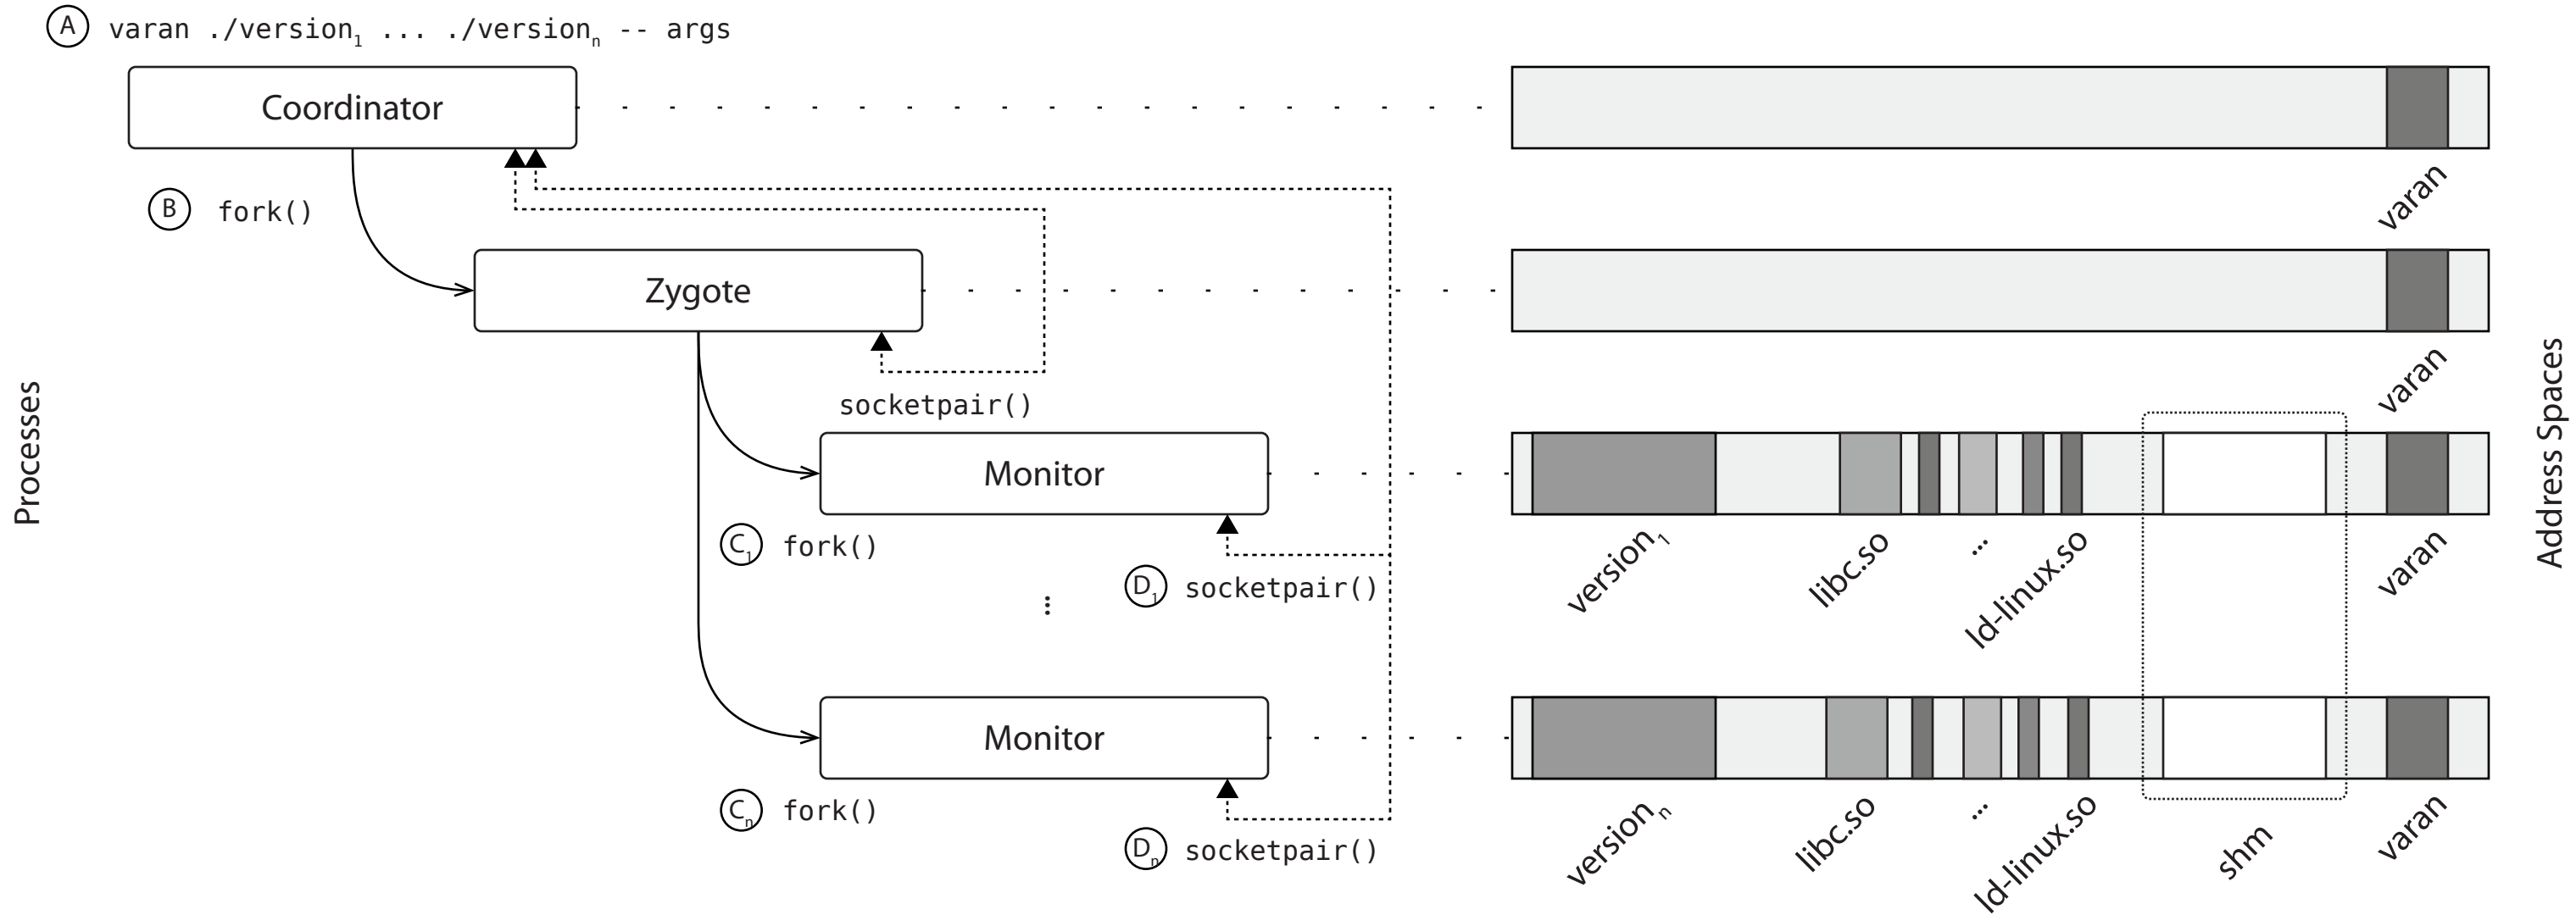 A varan ./version1 ... ./versionn -- args
Coordinator
varan
B fork()
Zygote
varan
socketpair()
Processes
Address Spaces
Monitor
C1 fork()
D1 socketpair()
version1
libc.so
...
ld-linux.so
varan
...
Monitor
Cn fork()
Dn socketpair()
versionn
libc.so
...
ld-linux.so
shm
varan